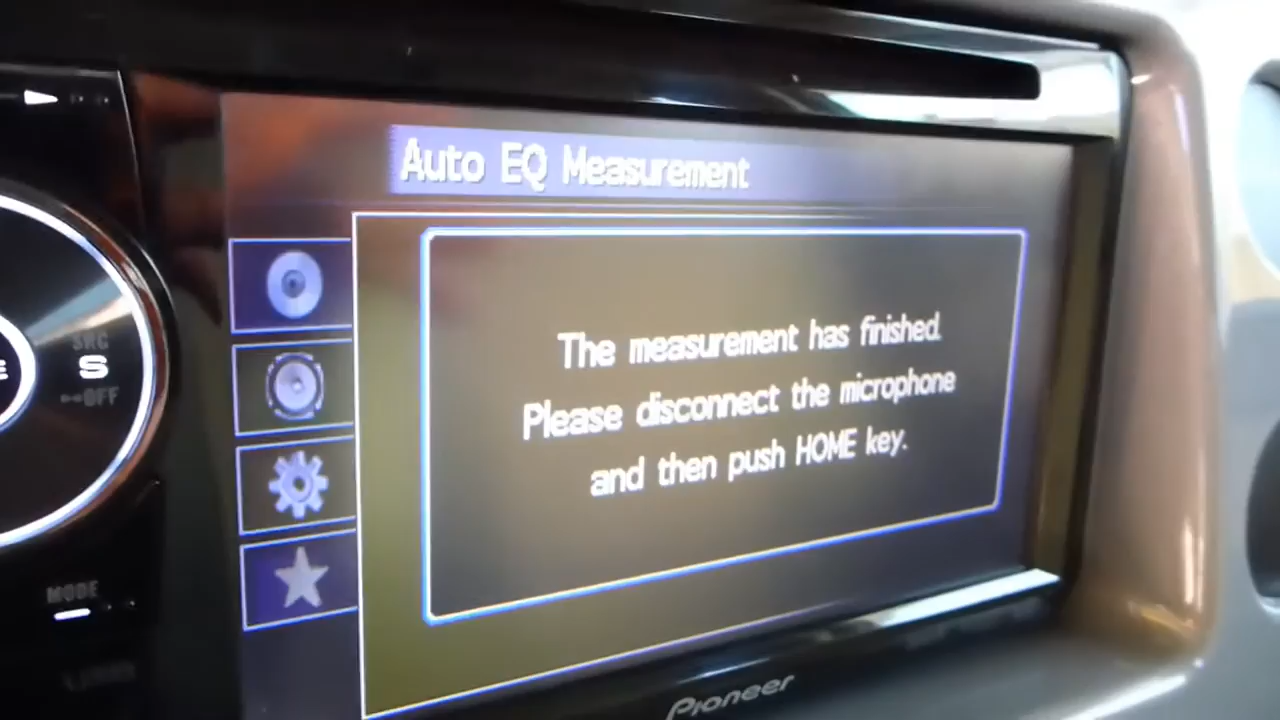 Auto EQ Measurement
The measurement has finished.
Please disconnect the microphone
and then push HOME key.
SRC
S
OFF
MODE
Pioneer